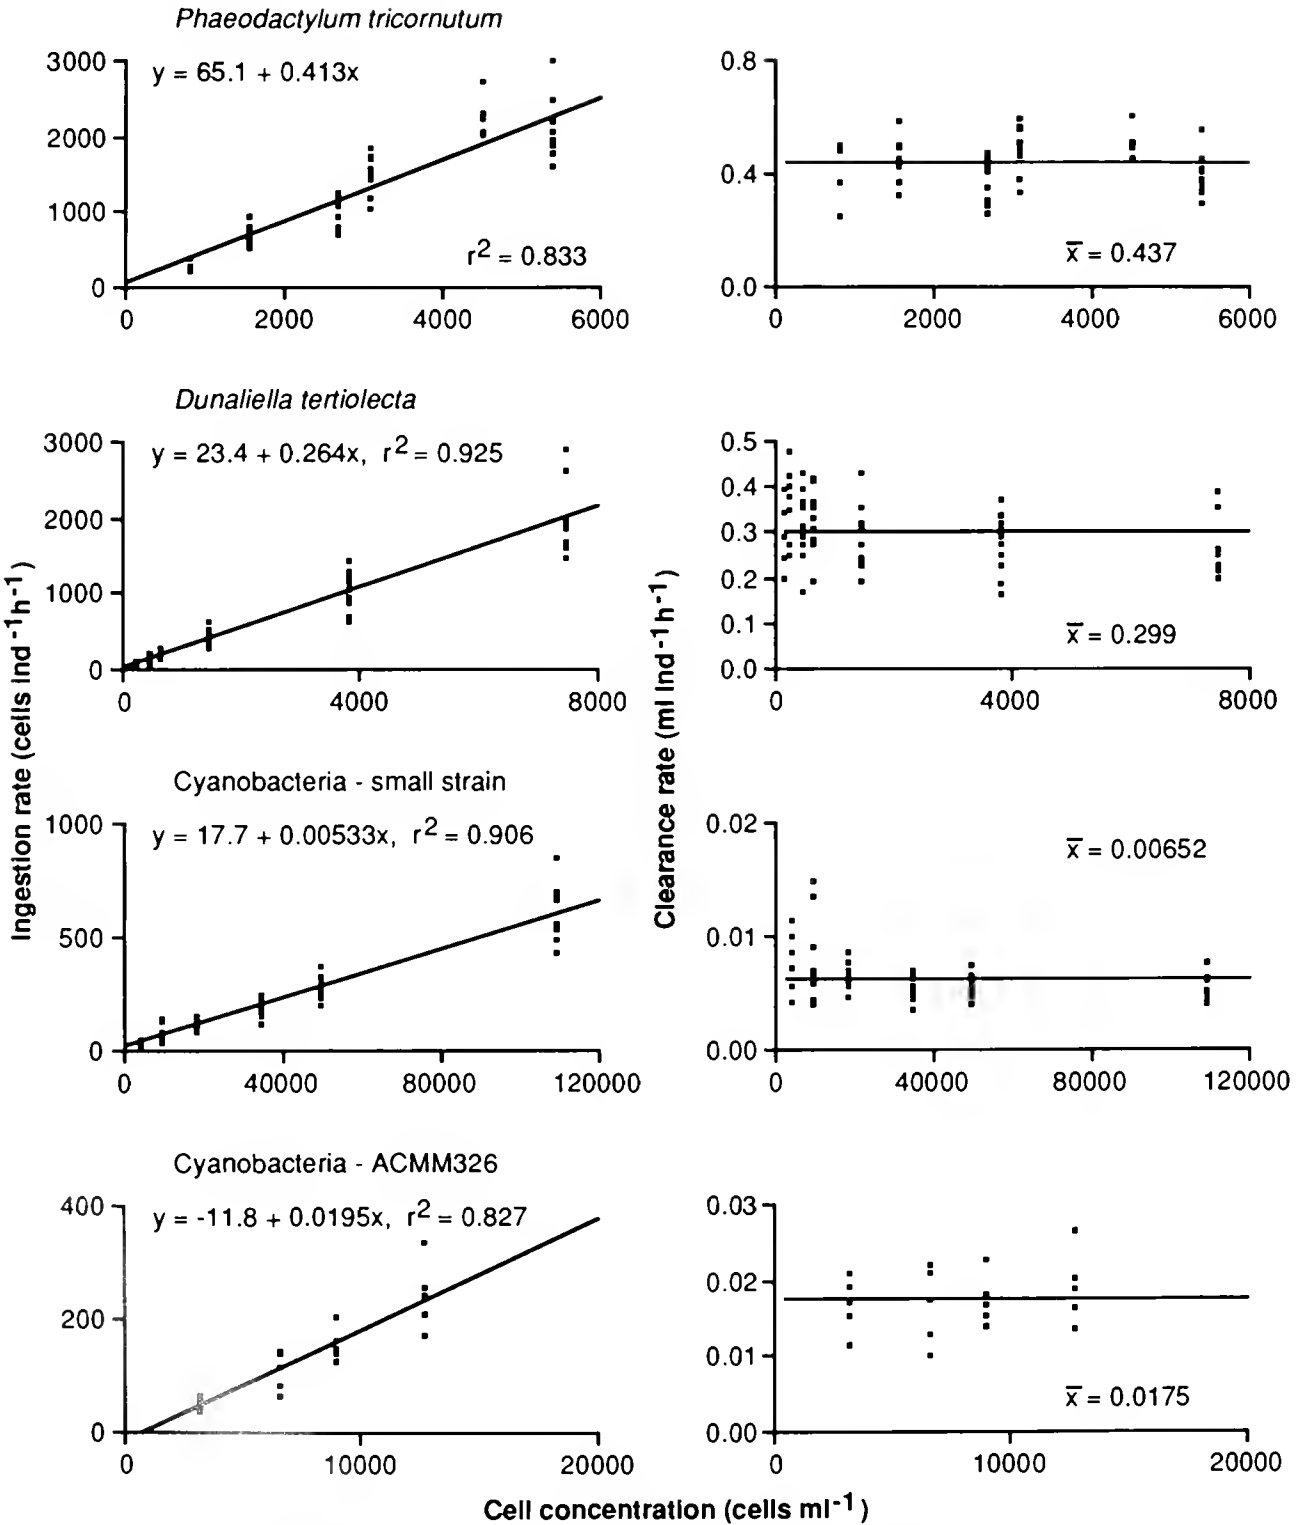 Phaeodactylum tricornutum
3000
2000
1000
0
y = 65.1 + 0.413x
r² = 0.833
0 2000 4000 6000
0.8
0.4
0.0
x̅ = 0.437
0 2000 4000 6000
Dunaliella tertiolecta
3000
2000
1000
0
y = 23.4 + 0.264x, r² = 0.925
0 4000 8000
0.5
0.4
0.3
0.2
0.1
0.0
x̅ = 0.299
0 4000 8000
Ingestion rate (cells ind⁻¹h⁻¹)
Clearance rate (ml ind⁻¹h⁻¹)
Cyanobacteria - small strain
1000
500
0
y = 17.7 + 0.00533x, r² = 0.906
0 40000 80000 120000
0.02
0.01
0.00
x̅ = 0.00652
0 40000 80000 120000
Cyanobacteria - ACMM326
400
200
0
y = -11.8 + 0.0195x, r² = 0.827
0 10000 20000
0.03
0.02
0.01
0.00
x̅ = 0.0175
0 10000 20000
Cell concentration (cells ml⁻¹)